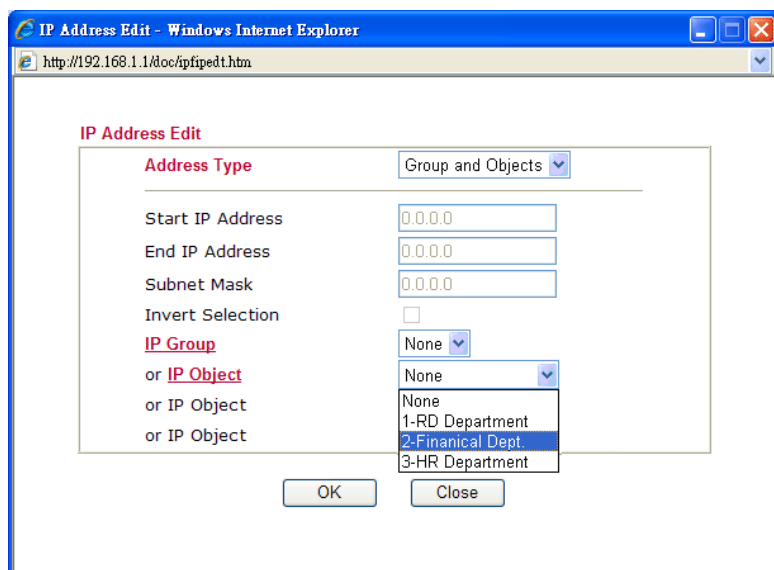 IP Address Edit - Windows Internet Explorer
http://192.168.1.1/doc/ipfipedt.htm
IP Address Edit
Address Type Group and Objects
Start IP Address 0.0.0.0
End IP Address 0.0.0.0
Subnet Mask 0.0.0.0
Invert Selection
IP Group None
or IP Object None
or IP Object
or IP Object
None
1-RD Department
2-Finanical Dept.
3-HR Department
OK Close